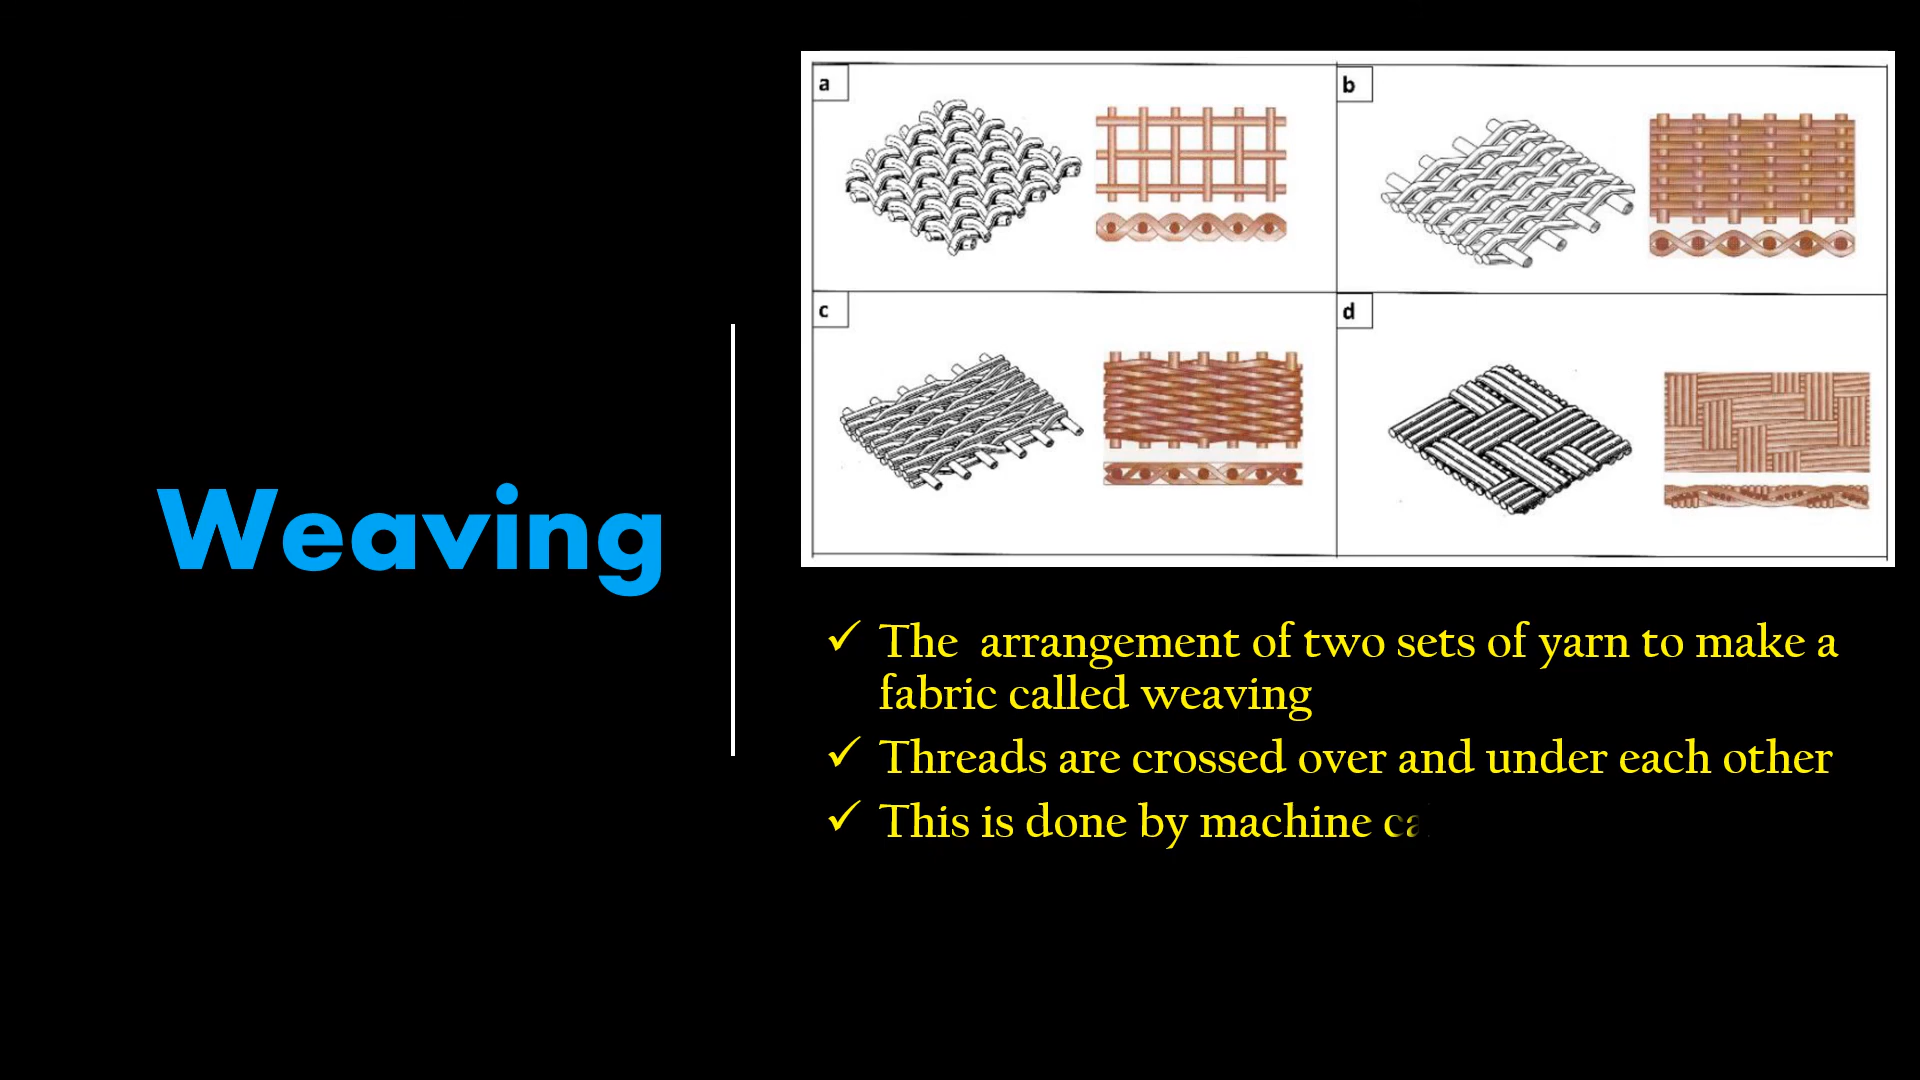 Weaving
a
b
c
d
✓ The arrangement of two sets of yarn to make a
fabric called weaving
✓ Threads are crossed over and under each other
✓ This is done by machine